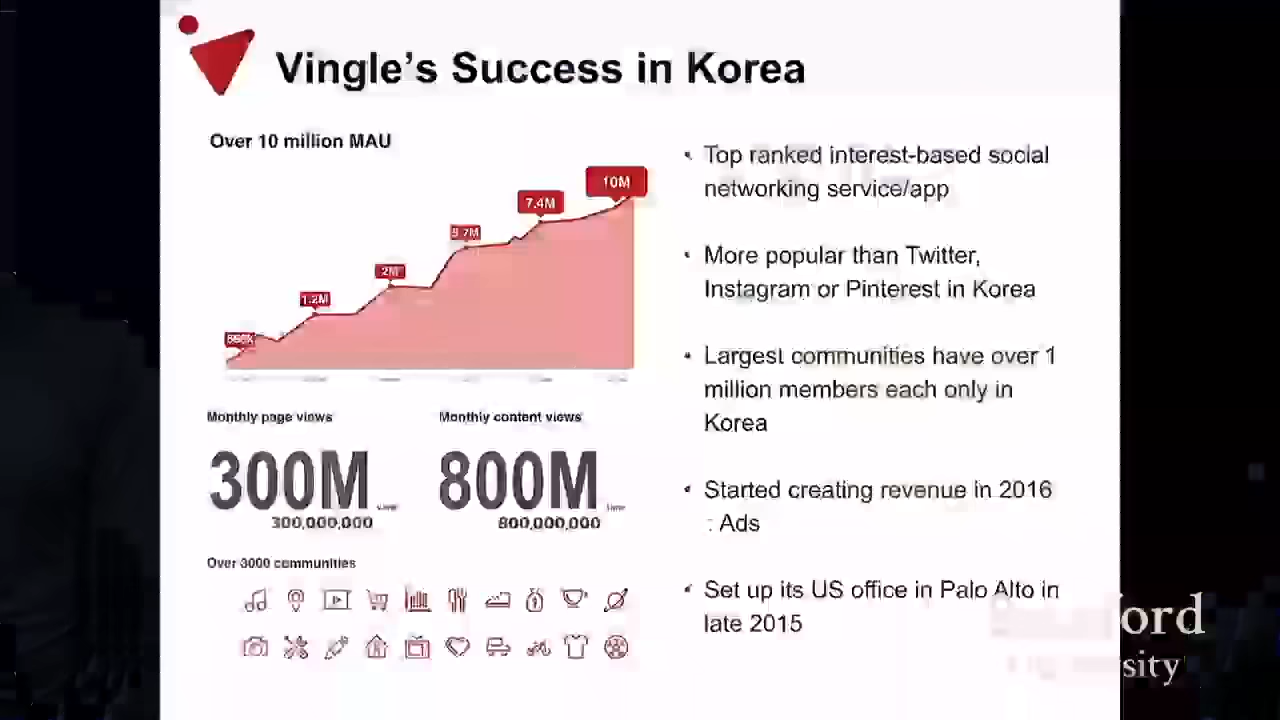 Vingle's Success in Korea
Over 10 million MAU
10M
7.4M
2M
1.2M
Monthly page views
Monthly content views
300M
300,000,000
800M
800,000,000
Over 3000 communities
• Top ranked interest-based social
networking service/app
• More popular than Twitter,
Instagram or Pinterest in Korea
• Largest communities have over 1
million members each only in
Korea
• Started creating revenue in 2016
: Ads
• Set up its US office in Palo Alto in
late 2015